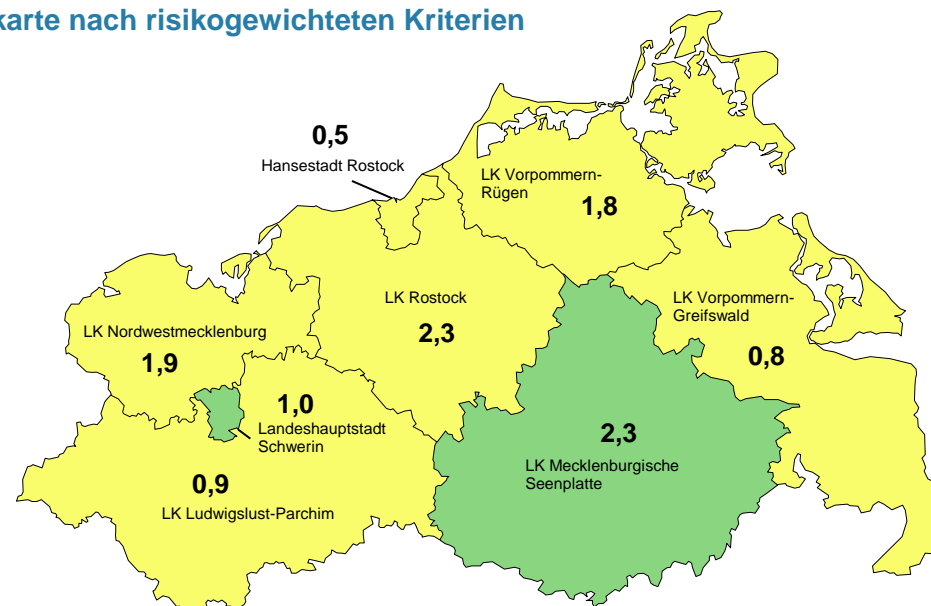 karte nach risikogewichteten Kriterien
0,5
Hansestadt Rostock
LK Vorpommern-
Rügen
1,8
LK Rostock
2,3
LK Vorpommern-
Greifswald
0,8
LK Nordwestmecklenburg
1,9
1,0
Landeshauptstadt
Schwerin
2,3
LK Mecklenburgische
Seenplatte
0,9
LK Ludwigslust-Parchim